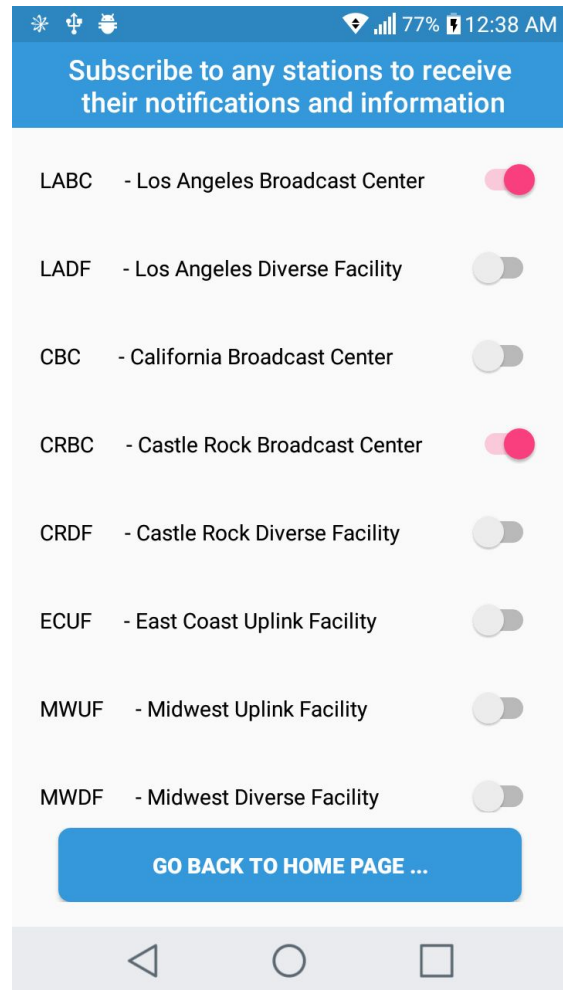 77% 12:38 AM
Subscribe to any stations to receive
their notifications and information
LABC - Los Angeles Broadcast Center
LADF - Los Angeles Diverse Facility
CBC - California Broadcast Center
CRBC - Castle Rock Broadcast Center
CRDF - Castle Rock Diverse Facility
ECUF - East Coast Uplink Facility
MWUF - Midwest Uplink Facility
MWDF - Midwest Diverse Facility
GO BACK TO HOME PAGE ...